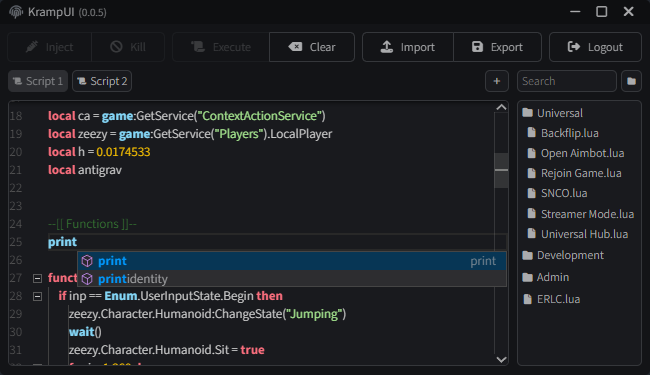 KrampUI (0.0.5)
Inject Kill Execute Clear Import Export Logout
Script 1 Script 2 + Search
18 local ca = game:GetService("ContextActionService")
19 local zeezy = game:GetService("Players").LocalPlayer
20 local h = 0.0174533
21 local antigrav
22
23
24 --[[ Functions ]]--
25 print
26 print print
27 funct printidentity
28 if inp == Enum.UserInputState.Begin then
29 zeezy.Character.Humanoid:ChangeState("Jumping")
30 wait()
31 zeezy.Character.Humanoid.Sit = true
Universal
Backflip.lua
Open Aimbot.lua
Rejoin Game.lua
SNCO.lua
Streamer Mode.lua
Universal Hub.lua
Development
Admin
ERLC.lua